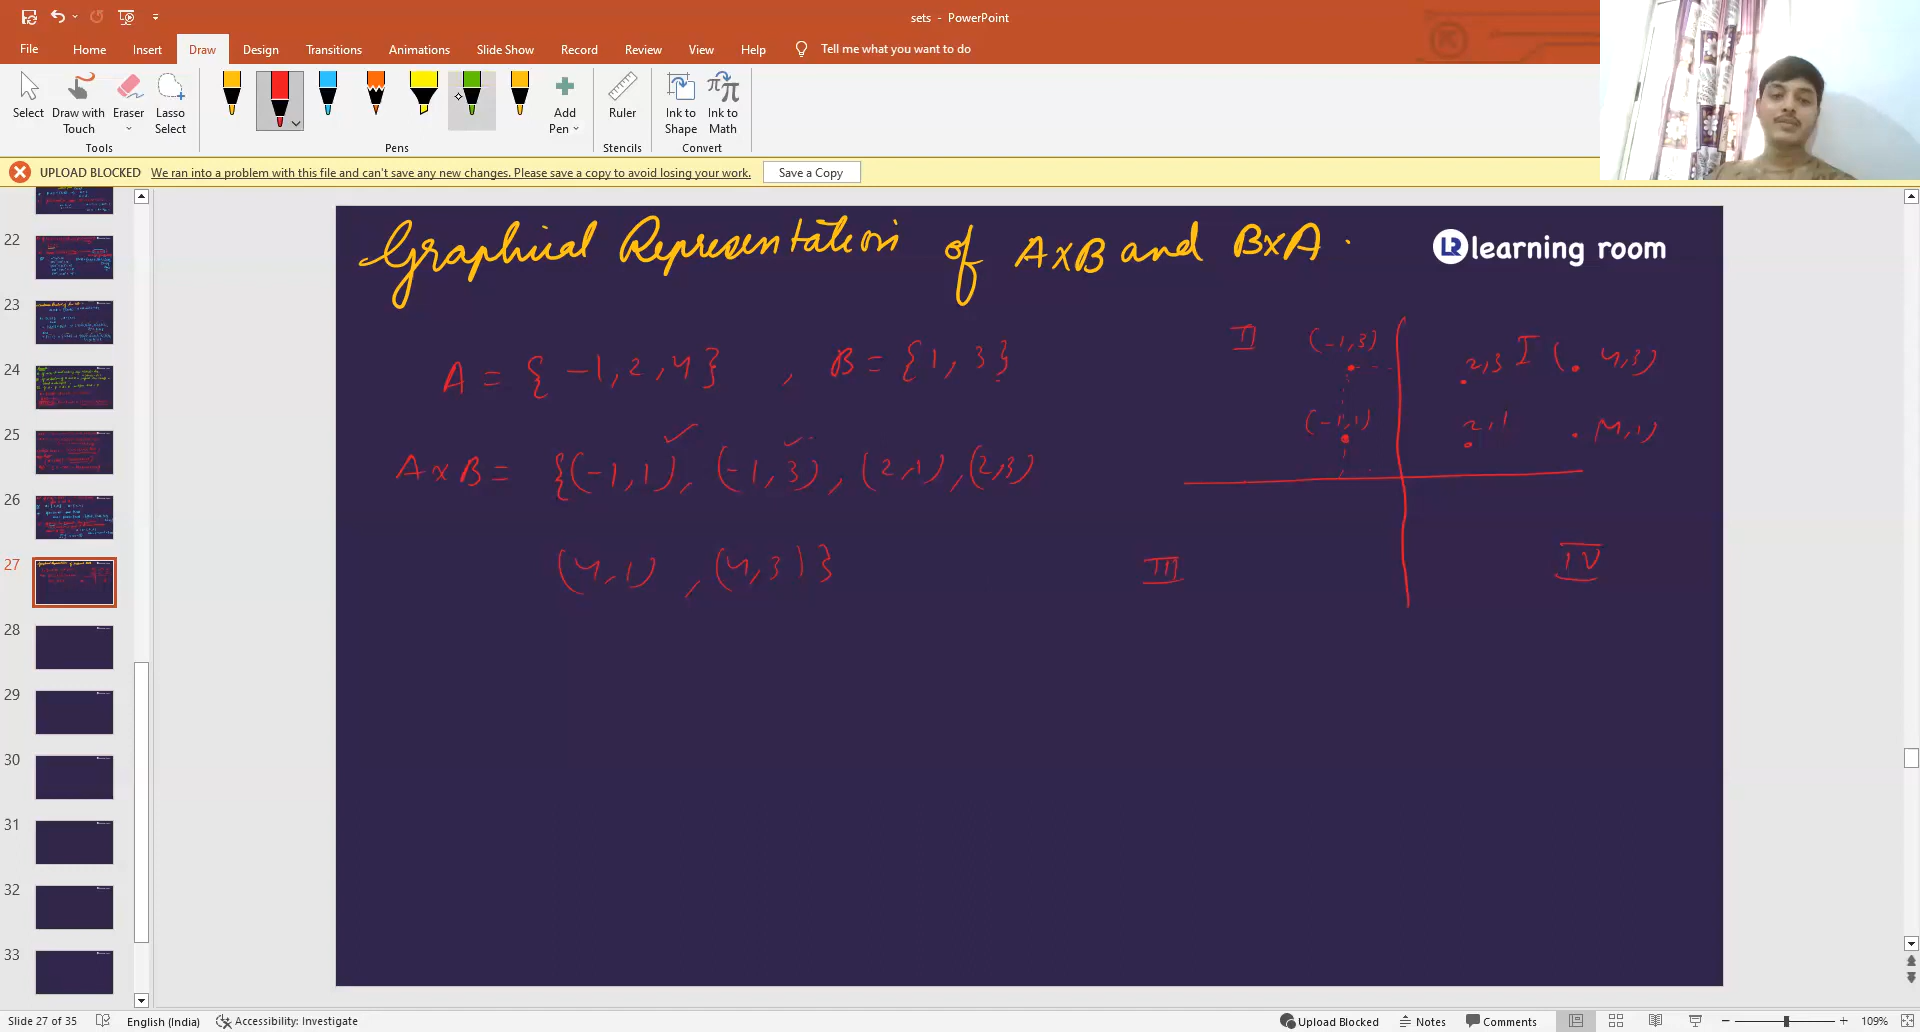 sets - PowerPoint
File Home Insert Draw Design Transitions Animations Slide Show Record Review View Help Tell me what you want to do
Select Draw with Touch Eraser Lasso Select Add Pen Ruler Ink to Shape Ink to Math
Tools Pens Stencils Convert
UPLOAD BLOCKED We ran into a problem with this file and can't save any new changes. Please save a copy to avoid losing your work. Save a Copy
22
23
24
25
26
27
28
29
30
31
32
33
Graphical Representation of A×B and B×A.
LR learning room
A = { -1, 2, 4 } , B = {1, 3}
A × B = {(-1, 1), (-1, 3), (2, 1), (2, 3)
(4, 1) , (4, 3)}
II (-1, 3) 2,3 I ( . 4,3)
(-1, 1) 2,1 . (4,1)
III IV
Slide 27 of 35 English (India) Accessibility: Investigate Upload Blocked Notes Comments 109%